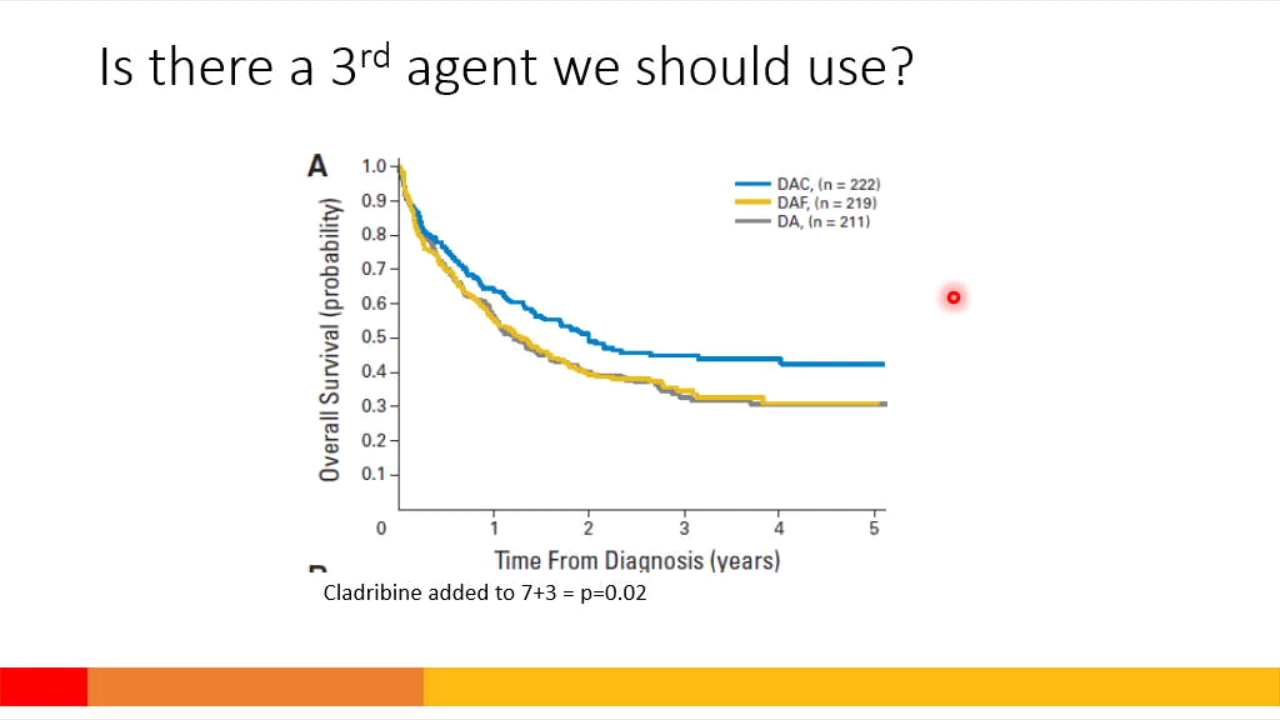 Is there a 3rd agent we should use?
A
DAC, (n = 222)
DAF, (n = 219)
DA, (n = 211)
Overall Survival (probability)
1.0
0.9
0.8
0.7
0.6
0.5
0.4
0.3
0.2
0.1
0 1 2 3 4 5
Time From Diagnosis (years)
Cladribine added to 7+3 = p=0.02